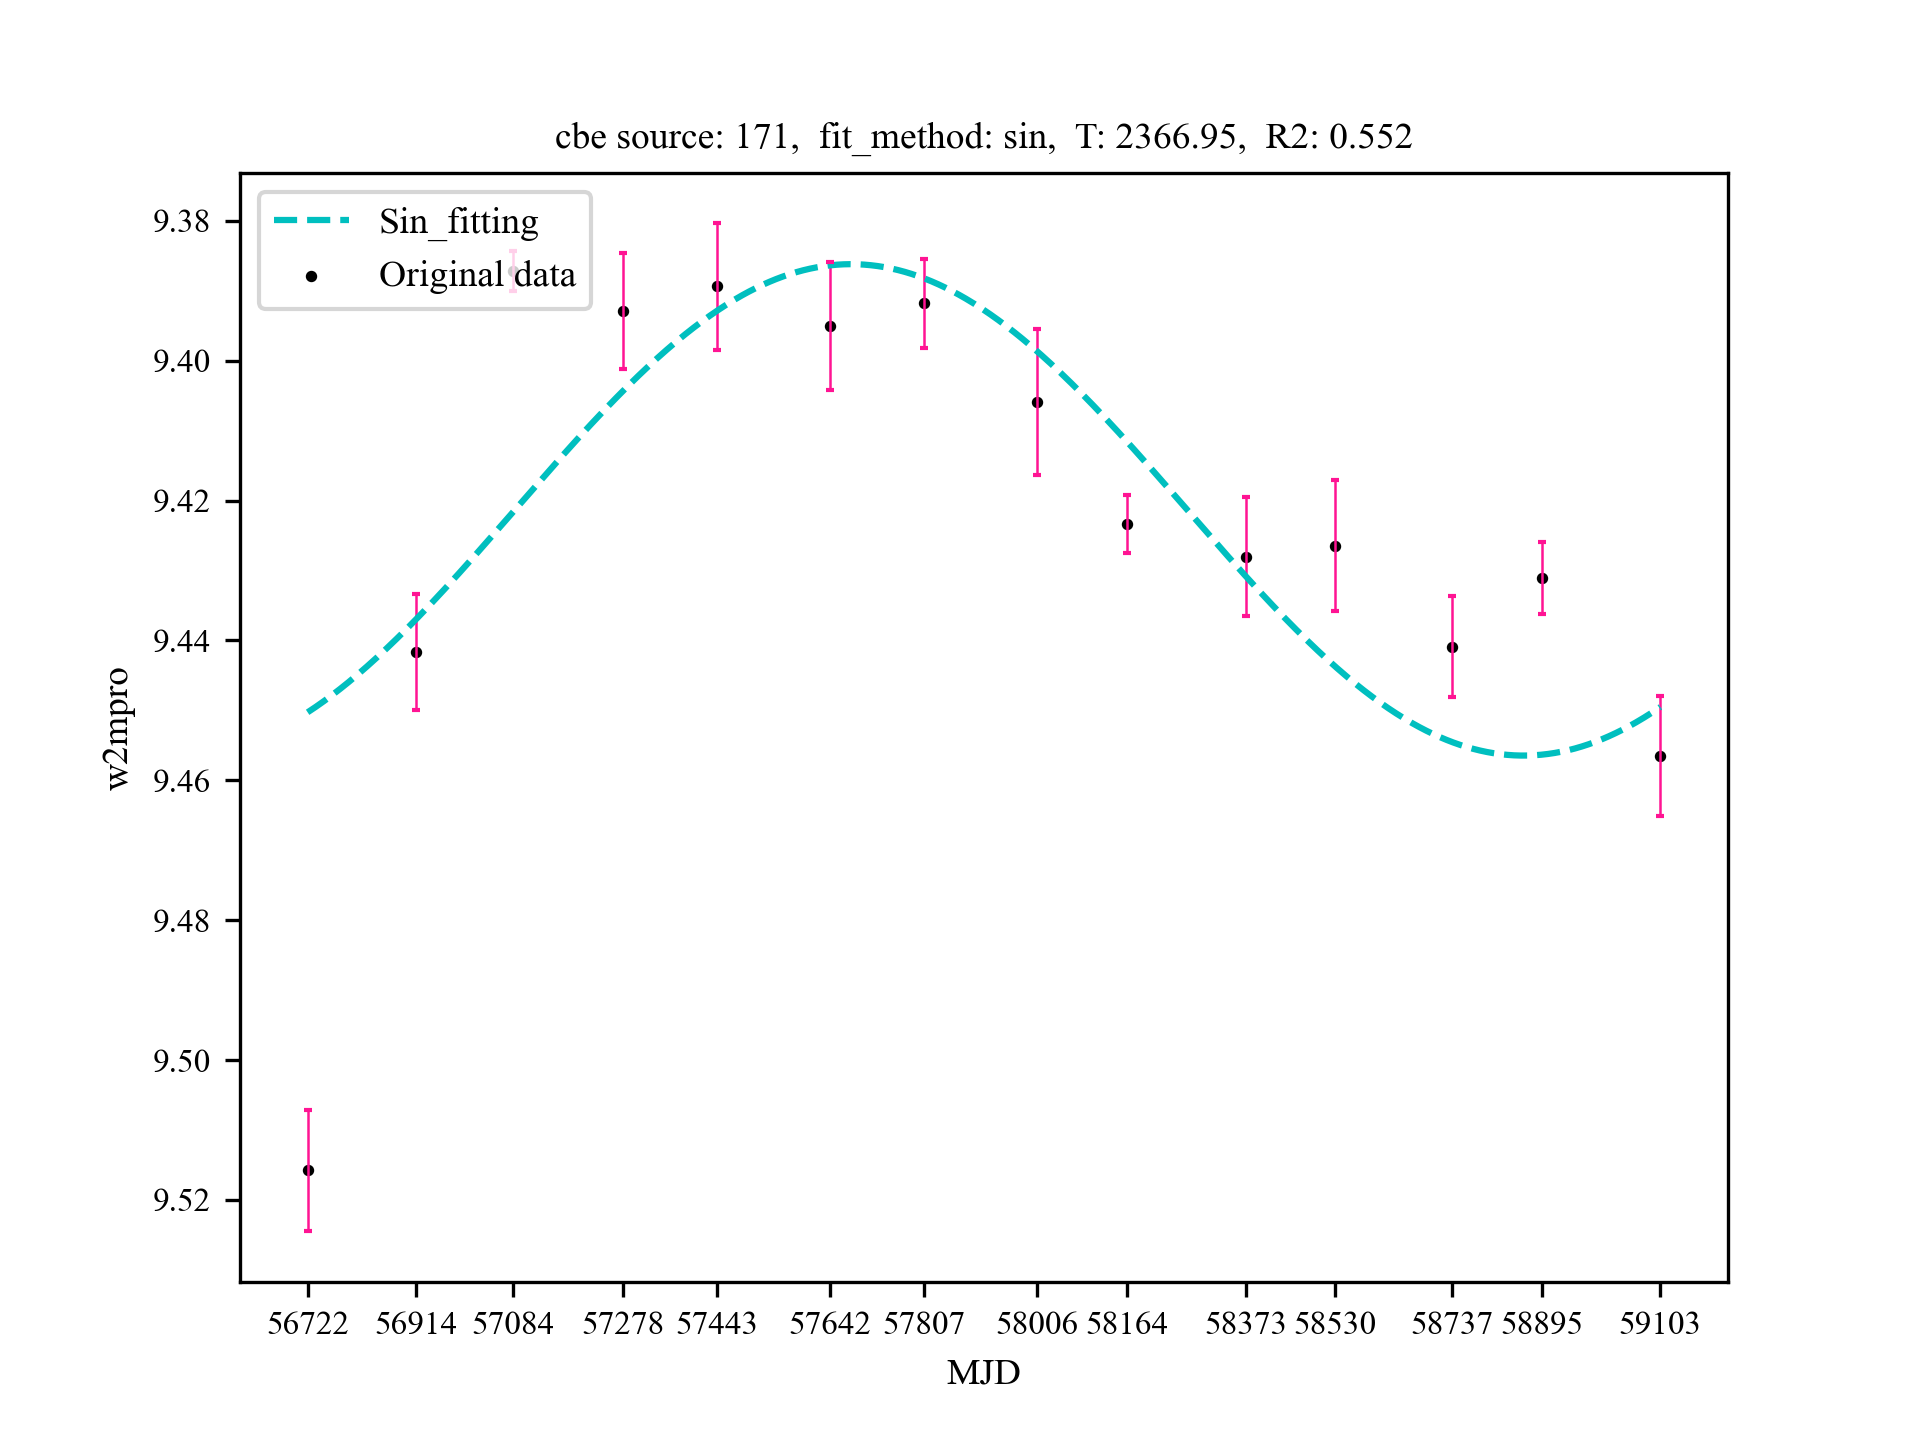 cbe source: 171,  fit_method: sin,  T: 2366.95,  R2: 0.552
Sin_fitting
Original data
9.38
9.40
9.42
9.44
9.46
9.48
9.50
9.52
w2mpro
56722 56914 57084 57278 57443 57642 57807 58006 58164 58373 58530 58737 58895 59103
MJD